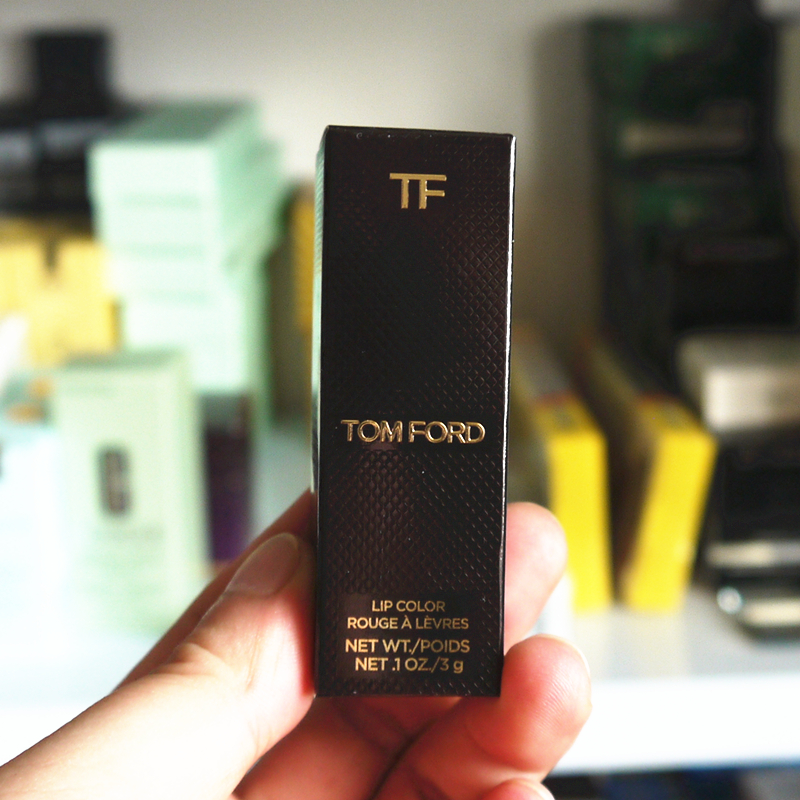 TF
TOM FORD
LIP COLOR
ROUGE À LÈVRES
NET WT./POIDS
NET .1 OZ./3 g